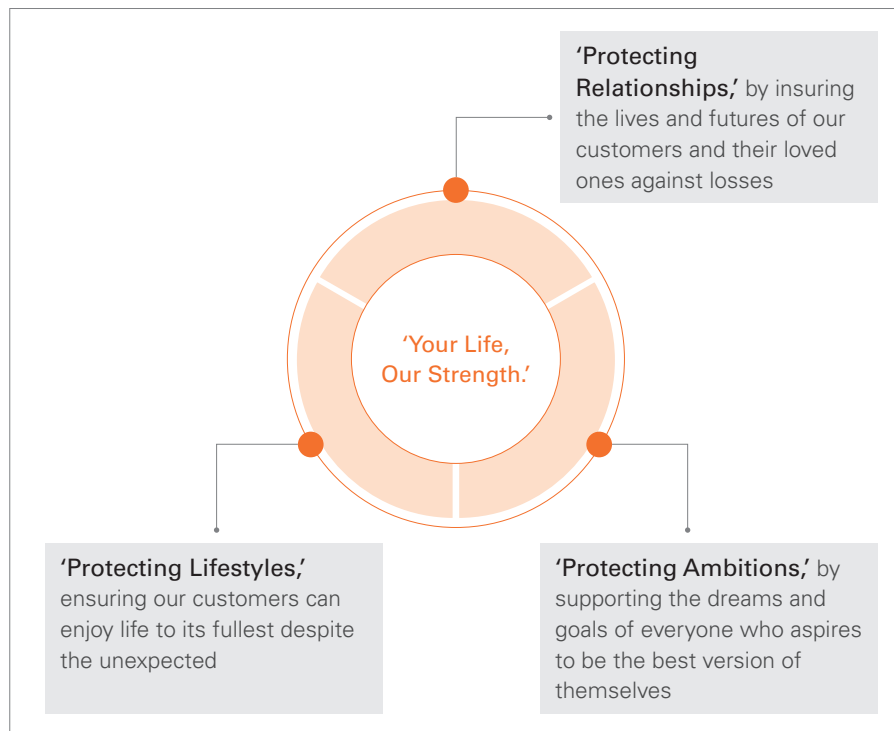 ‘Protecting
Relationships,’ by insuring
the lives and futures of our
customers and their loved
ones against losses
‘Your Life,
Our Strength.’
‘Protecting Lifestyles,’
ensuring our customers can
enjoy life to its fullest despite
the unexpected
‘Protecting Ambitions,’ by
supporting the dreams and
goals of everyone who aspires
to be the best version of
themselves